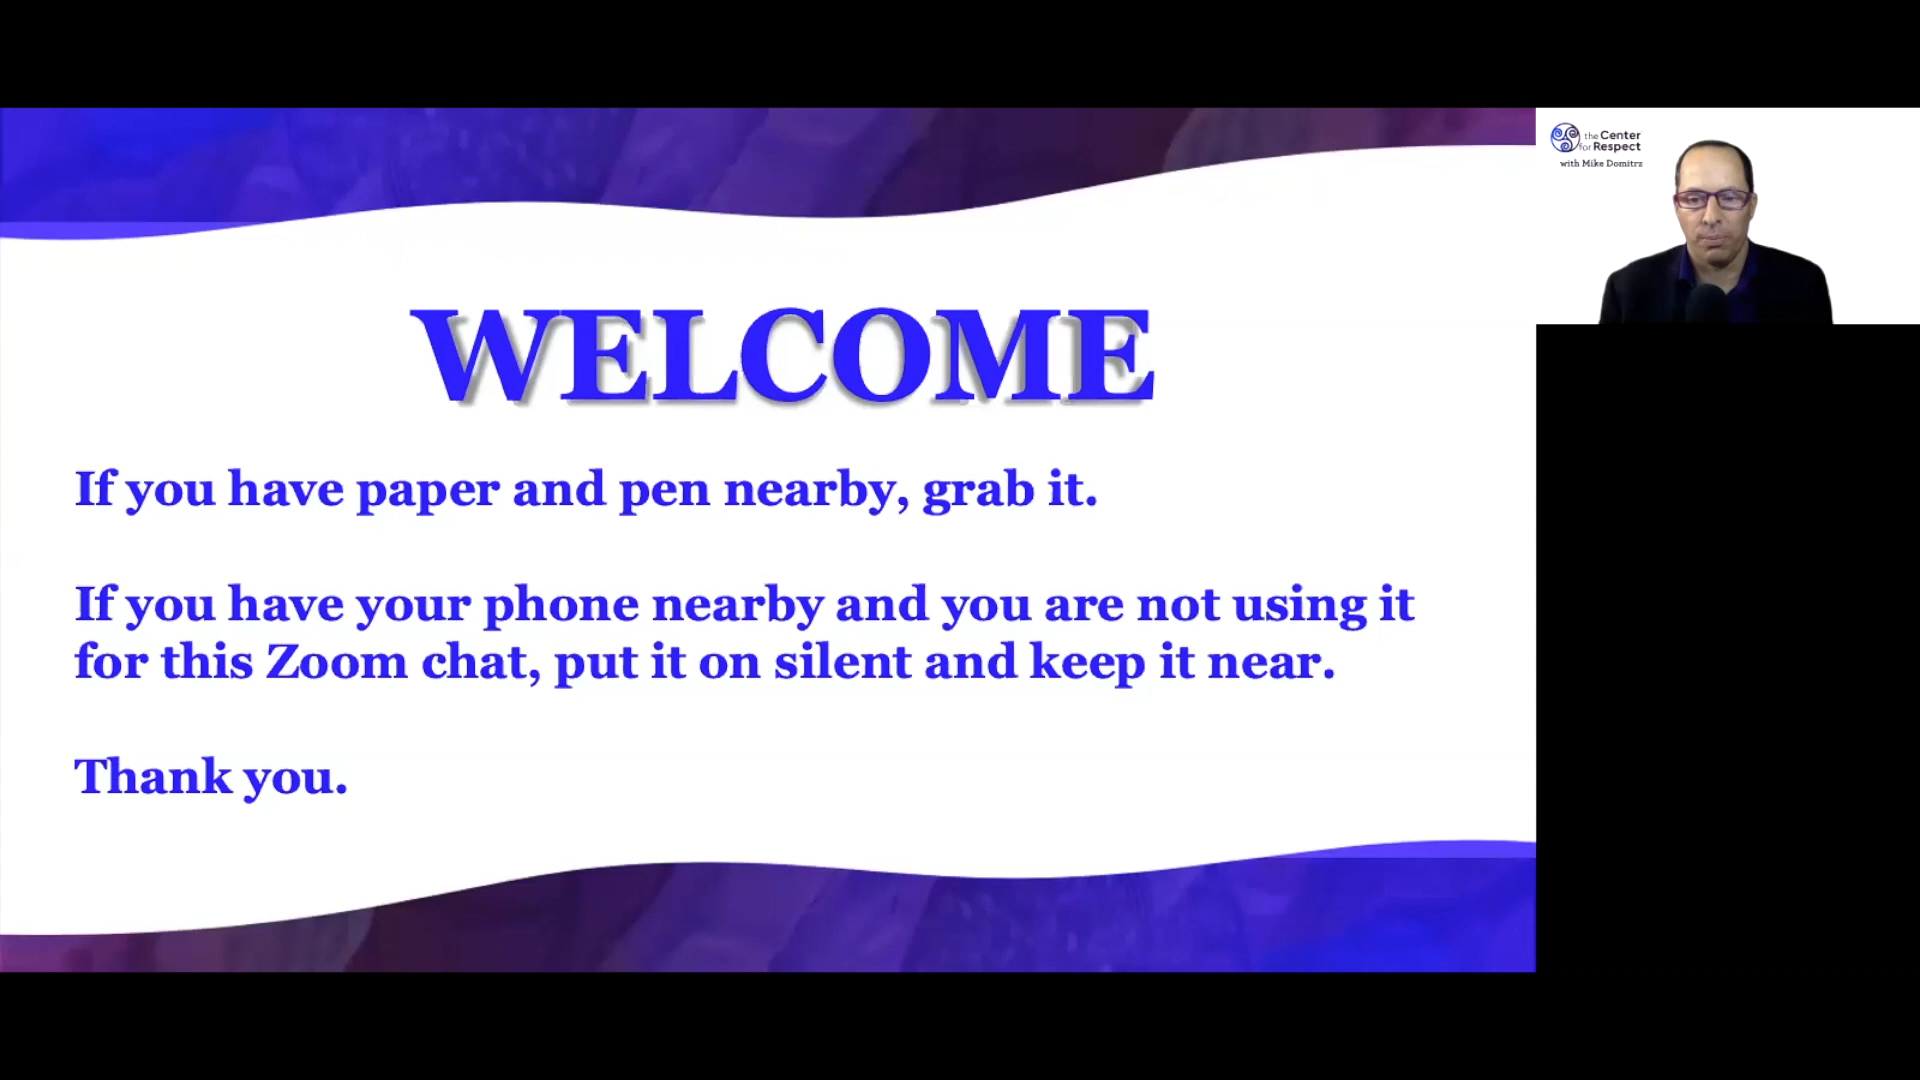 WELCOME
If you have paper and pen nearby, grab it.
If you have your phone nearby and you are not using it
for this Zoom chat, put it on silent and keep it near.
Thank you.
the Center
for Respect
with Mike Domitrz